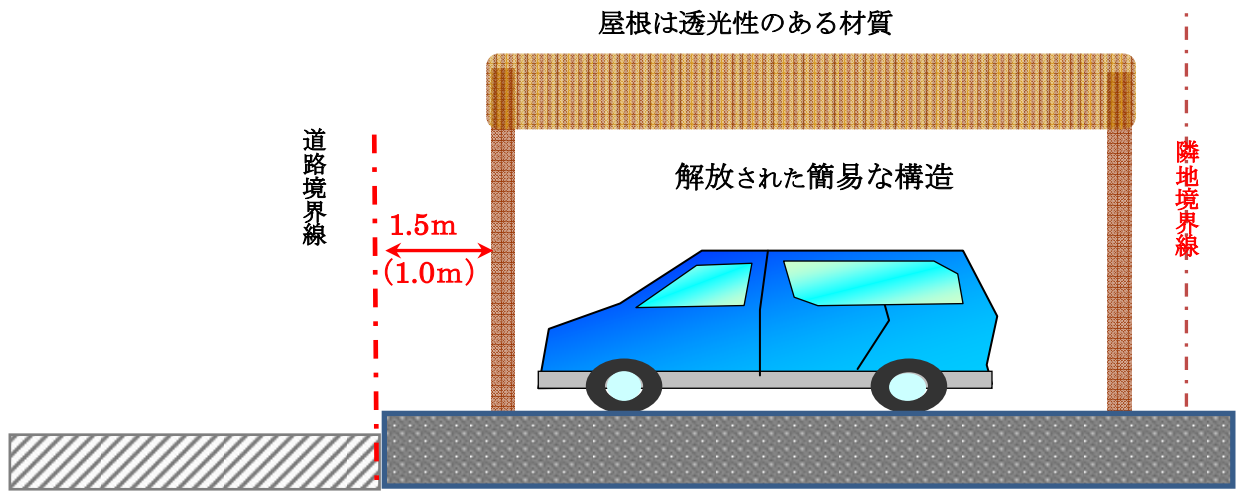 屋根は透光性のある材質
道路境界線
1.5m
(1.0m)
解放された簡易な構造
隣地境界線